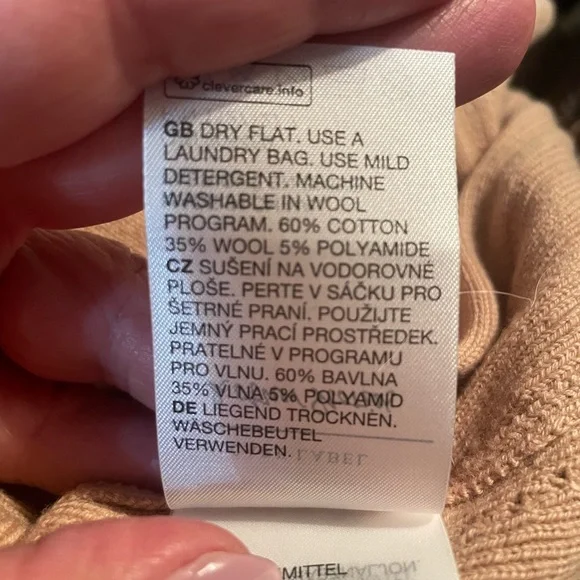 clevercare.info
GB DRY FLAT. USE A
LAUNDRY BAG. USE MILD
DETERGENT. MACHINE
WASHABLE IN WOOL
PROGRAM. 60% COTTON
35% WOOL 5% POLYAMIDE
CZ SUŠENÍ NA VODOROVNÉ
PLOŠE. PERTE V SÁČKU PRO
ŠETRNÉ PRANÍ. POUŽIJTE
JEMNÝ PRACÍ PROSTŘEDEK.
PRATELNÉ V PROGRAMU
PRO VLNU. 60% BAVLNA
35% VLNA 5% POLYAMID
DE LIEGEND TROCKNEN.
WÄSCHEBEUTEL
VERWENDEN.
LABEL
MITTEL